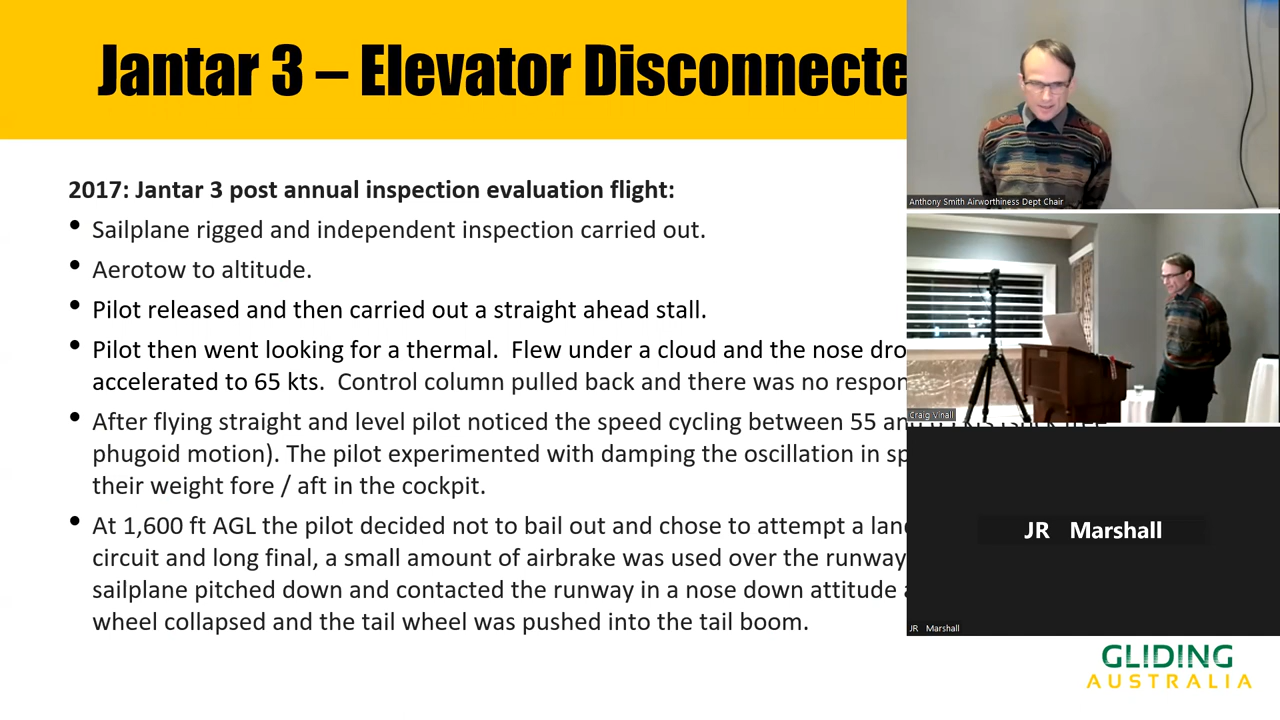 Jantar 3 – Elevator Disconnecte
2017: Jantar 3 post annual inspection evaluation flight:
• Sailplane rigged and independent inspection carried out.
• Aerotow to altitude.
• Pilot released and then carried out a straight ahead stall.
• Pilot then went looking for a thermal. Flew under a cloud and the nose dro
accelerated to 65 kts. Control column pulled back and there was no respon
• After flying straight and level pilot noticed the speed cycling between 55 an
phugoid motion). The pilot experimented with damping the oscillation in sp
their weight fore / aft in the cockpit.
• At 1,600 ft AGL the pilot decided not to bail out and chose to attempt a lan
circuit and long final, a small amount of airbrake was used over the runway
sailplane pitched down and contacted the runway in a nose down attitude a
wheel collapsed and the tail wheel was pushed into the tail boom.
Anthony Smith Airworthiness Dept Chair
Craig Vinall
JR Marshall
JR Marshall
GLIDING
AUSTRALIA